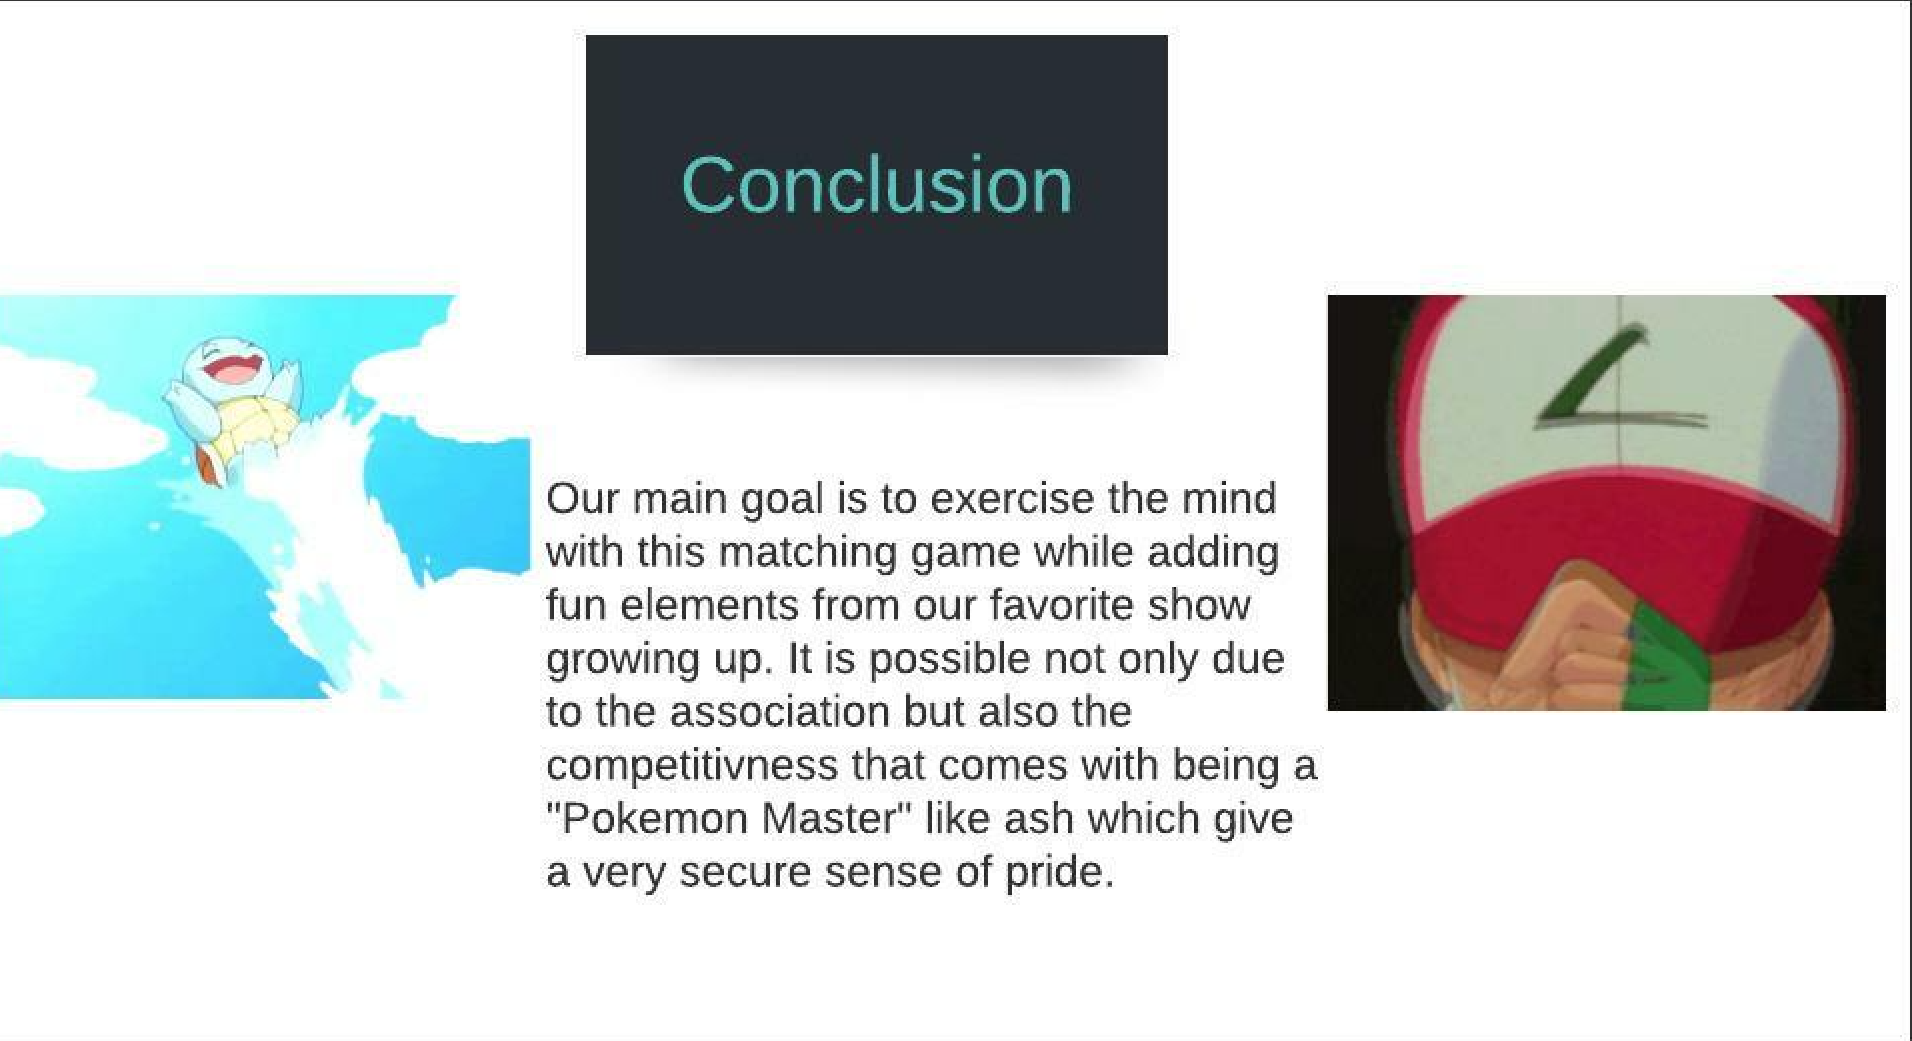 Conclusion
Our main goal is to exercise the mind
with this matching game while adding
fun elements from our favorite show
growing up. It is possible not only due
to the association but also the
competitivness that comes with being a
"Pokemon Master" like ash which give
a very secure sense of pride.